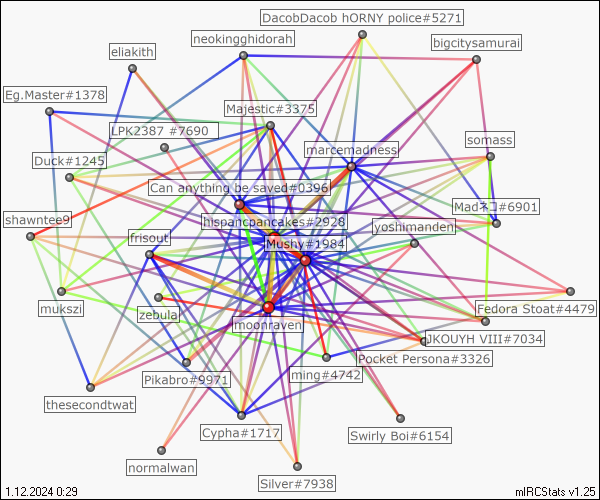 DacobDacob hORNY police#5271
neokingghidorah
bigcitysamurai
eliakith
Eg.Master#1378
Majestic#3375
LPK2387 #7690
somass
marcemadness
Duck#1245
Can anything be saved#0396
Madネコ#6901
shawntee9
hispancpancakes#2928
yoshimanden
frisout
Mushy#1984
mukszi
zebula
Fedora Stoat#4479
moonraven
JKOUYH VIII#7034
Pocket Persona#3326
Pikabro#9971
ming#4742
thesecondtwat
Cypha#1717
Swirly Boi#6154
normalwan
Silver#7938
1.12.2024 0:29
mIRCStats v1.25